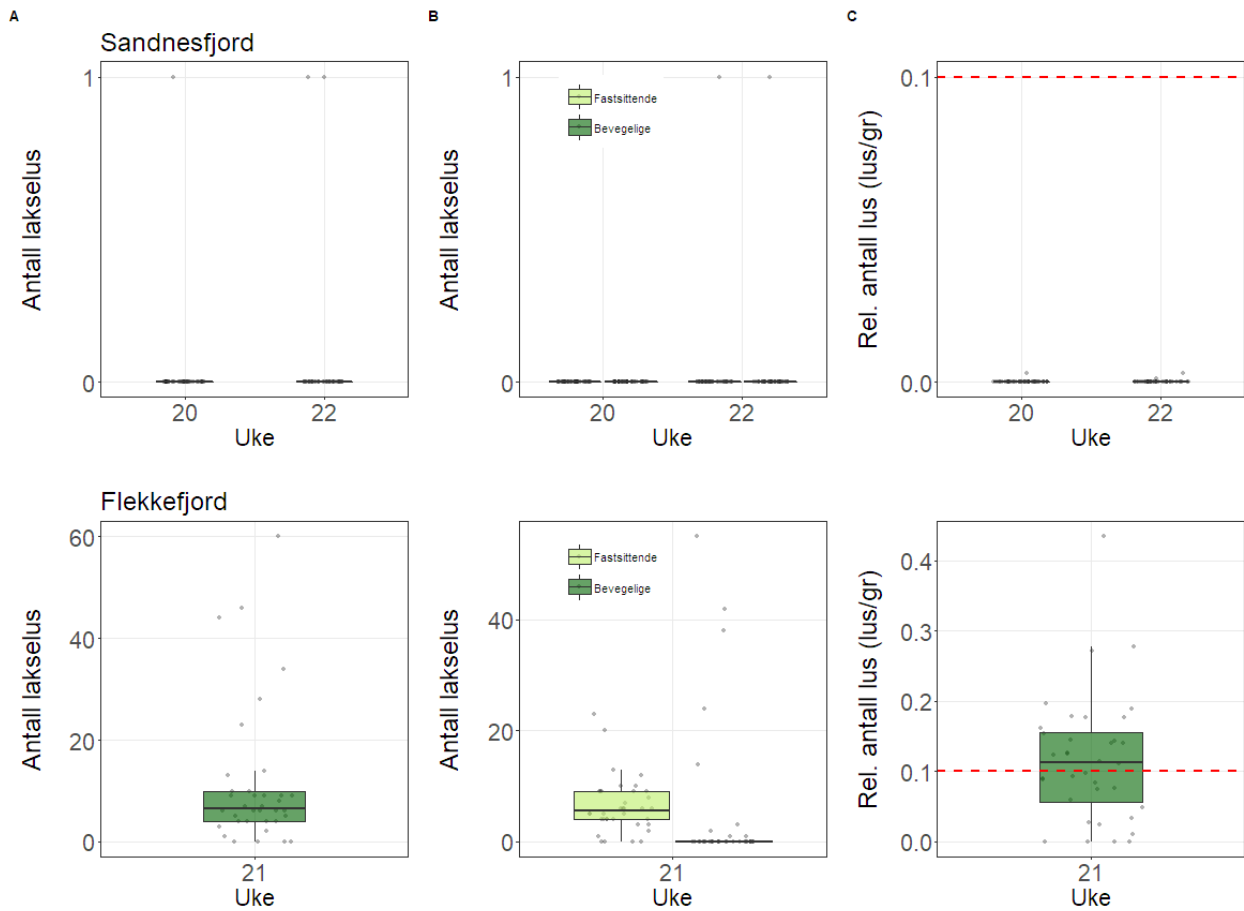 A
B
C
Sandnesfjord
Antall lakselus
1
0
20
22
Uke
Antall lakselus
1
0
Fastsittende
Bevegelige
20
22
Uke
Rel. antall lus (lus/gr)
0.1
0.0
20
22
Uke
Flekkefjord
Antall lakselus
60
40
20
0
21
Uke
Antall lakselus
40
20
0
Fastsittende
Bevegelige
21
Uke
Rel. antall lus (lus/gr)
0.4
0.3
0.2
0.1
0.0
21
Uke